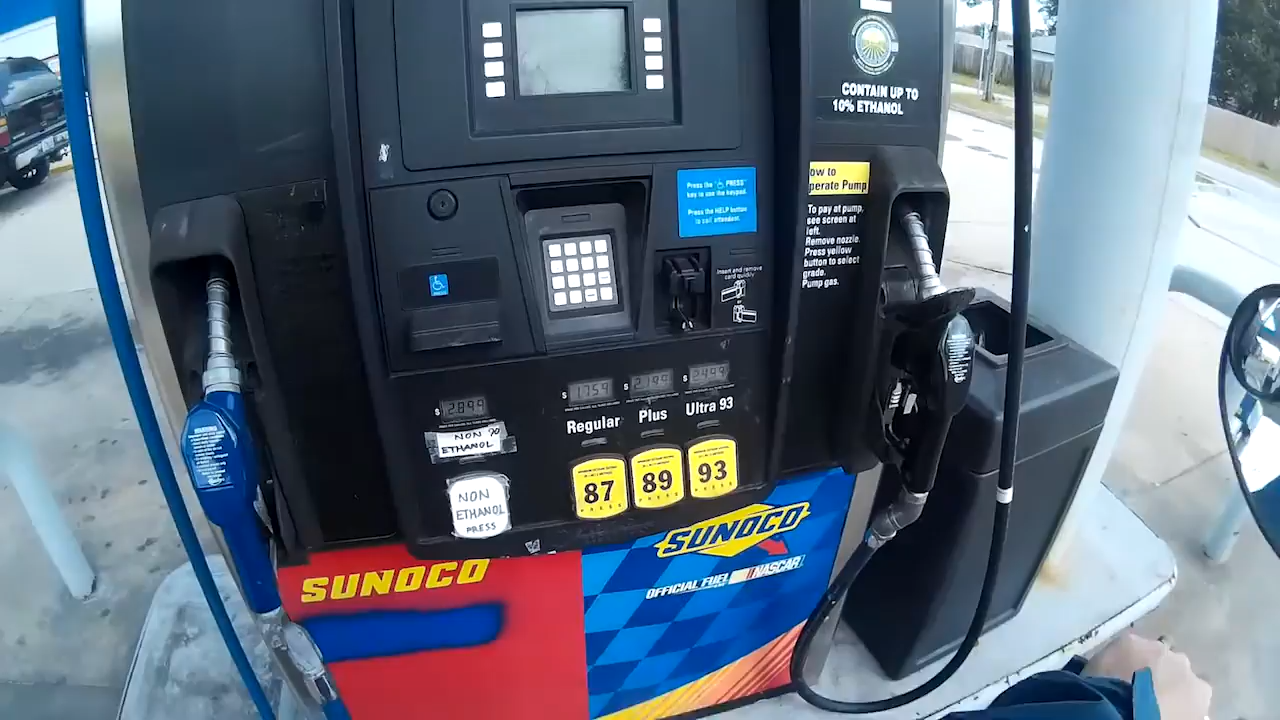 CONTAIN UP TO
10% ETHANOL
Press the PRESS"
key to use the keypad.
Press the HELP button
to call attendant.
ow to
perate Pump
To pay at pump,
see screen at
left.
Remove nozzle.
Press yellow
button to select
grade.
Pump gas.
Insert and remove
card quickly
$ 2.899
$ 1.759
$ 2.199
$ 2.499
NON
ETHANOL
Regular
Plus
Ultra 93
NON
ETHANOL
PRESS
87
89
93
SUNOCO
SUNOCO
OFFICIAL FUEL NASCAR
WARNING